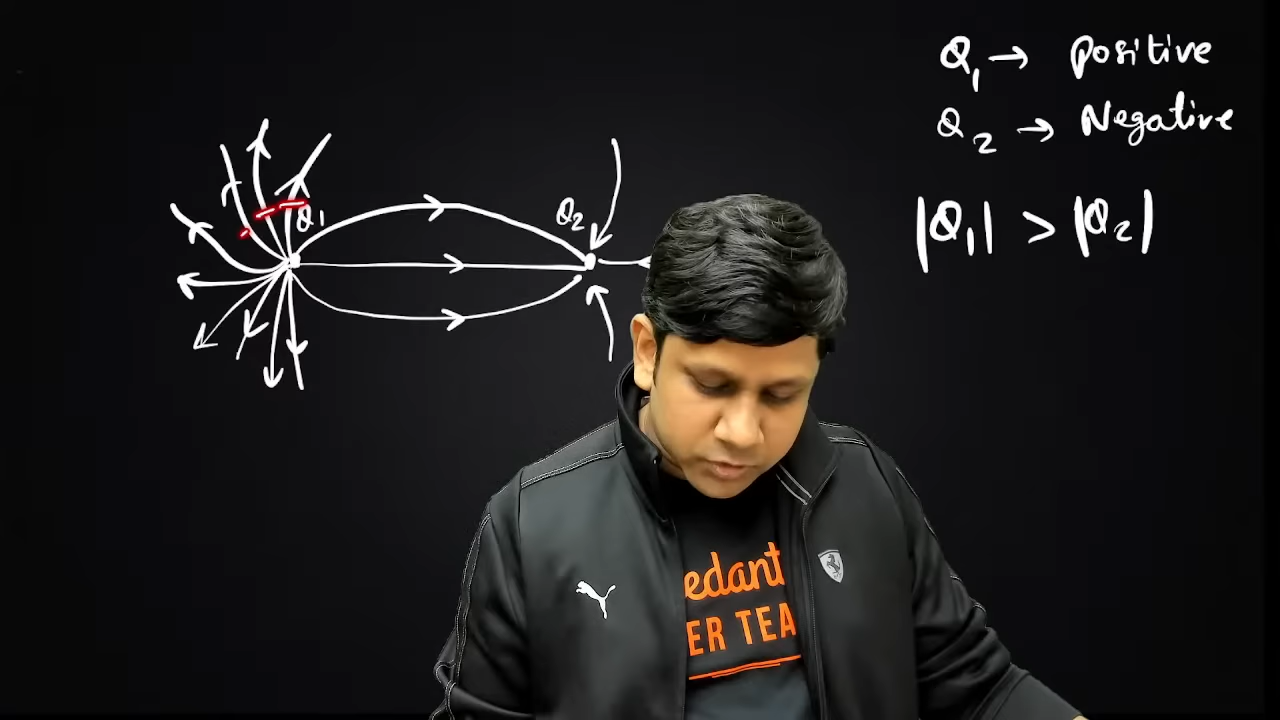 Q₁ → positive
Q₂ → Negative
|Q₁| > |Q₂|
Q₁
Q₂
edant
ER TEA